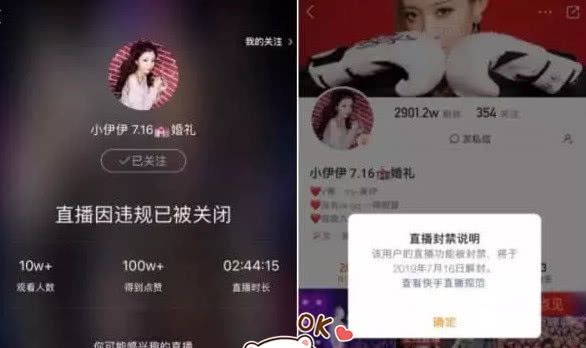 我的关注
小伊伊 7.16💒婚礼
已关注
直播因违规已被关闭
10w+
100w+
02:44:15
观看人数
得到点赞
直播时长
你可能感兴趣的直播
2901.2w 粉丝
354 关注
发私信
小伊伊 7.16💒婚礼
直播封禁说明
该用户的直播功能被封禁，将于
2019年7月16日解封。
查看快手直播规范
确定
OK